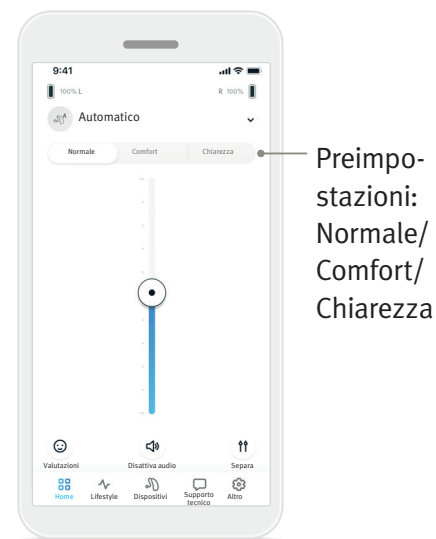 9:41
100% L
R 100%
Automatico
Normale Comfort Chiarezza
Preimpo-
stazioni:
Normale/
Comfort/
Chiarezza
Valutazioni Disattiva audio Separa
Home Lifestyle Dispositivi Supporto
tecnico Altro